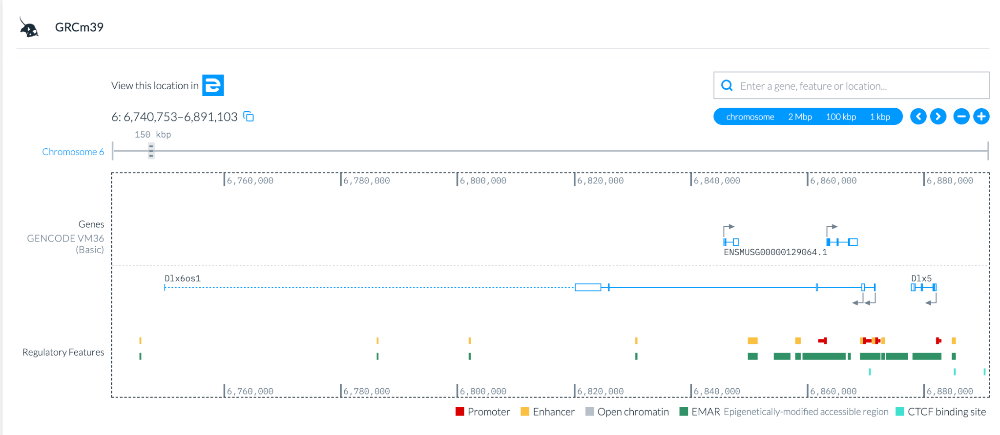 GRCm39
View this location in
Enter a gene, feature or location...
6: 6,740,753–6,891,103
chromosome 2 Mbp 100 kbp 1 kbp
150 kbp
Chromosome 6
6,760,000 6,780,000 6,800,000 6,820,000 6,840,000 6,860,000 6,880,000
Genes
GENCODE VM36
(Basic)
ENSMUSG00000129064.1
Dlx6os1 Dlx5
Regulatory Features
6,760,000 6,780,000 6,800,000 6,820,000 6,840,000 6,860,000 6,880,000
Promoter Enhancer Open chromatin EMAR Epigenetically-modified accessible region CTCF binding site